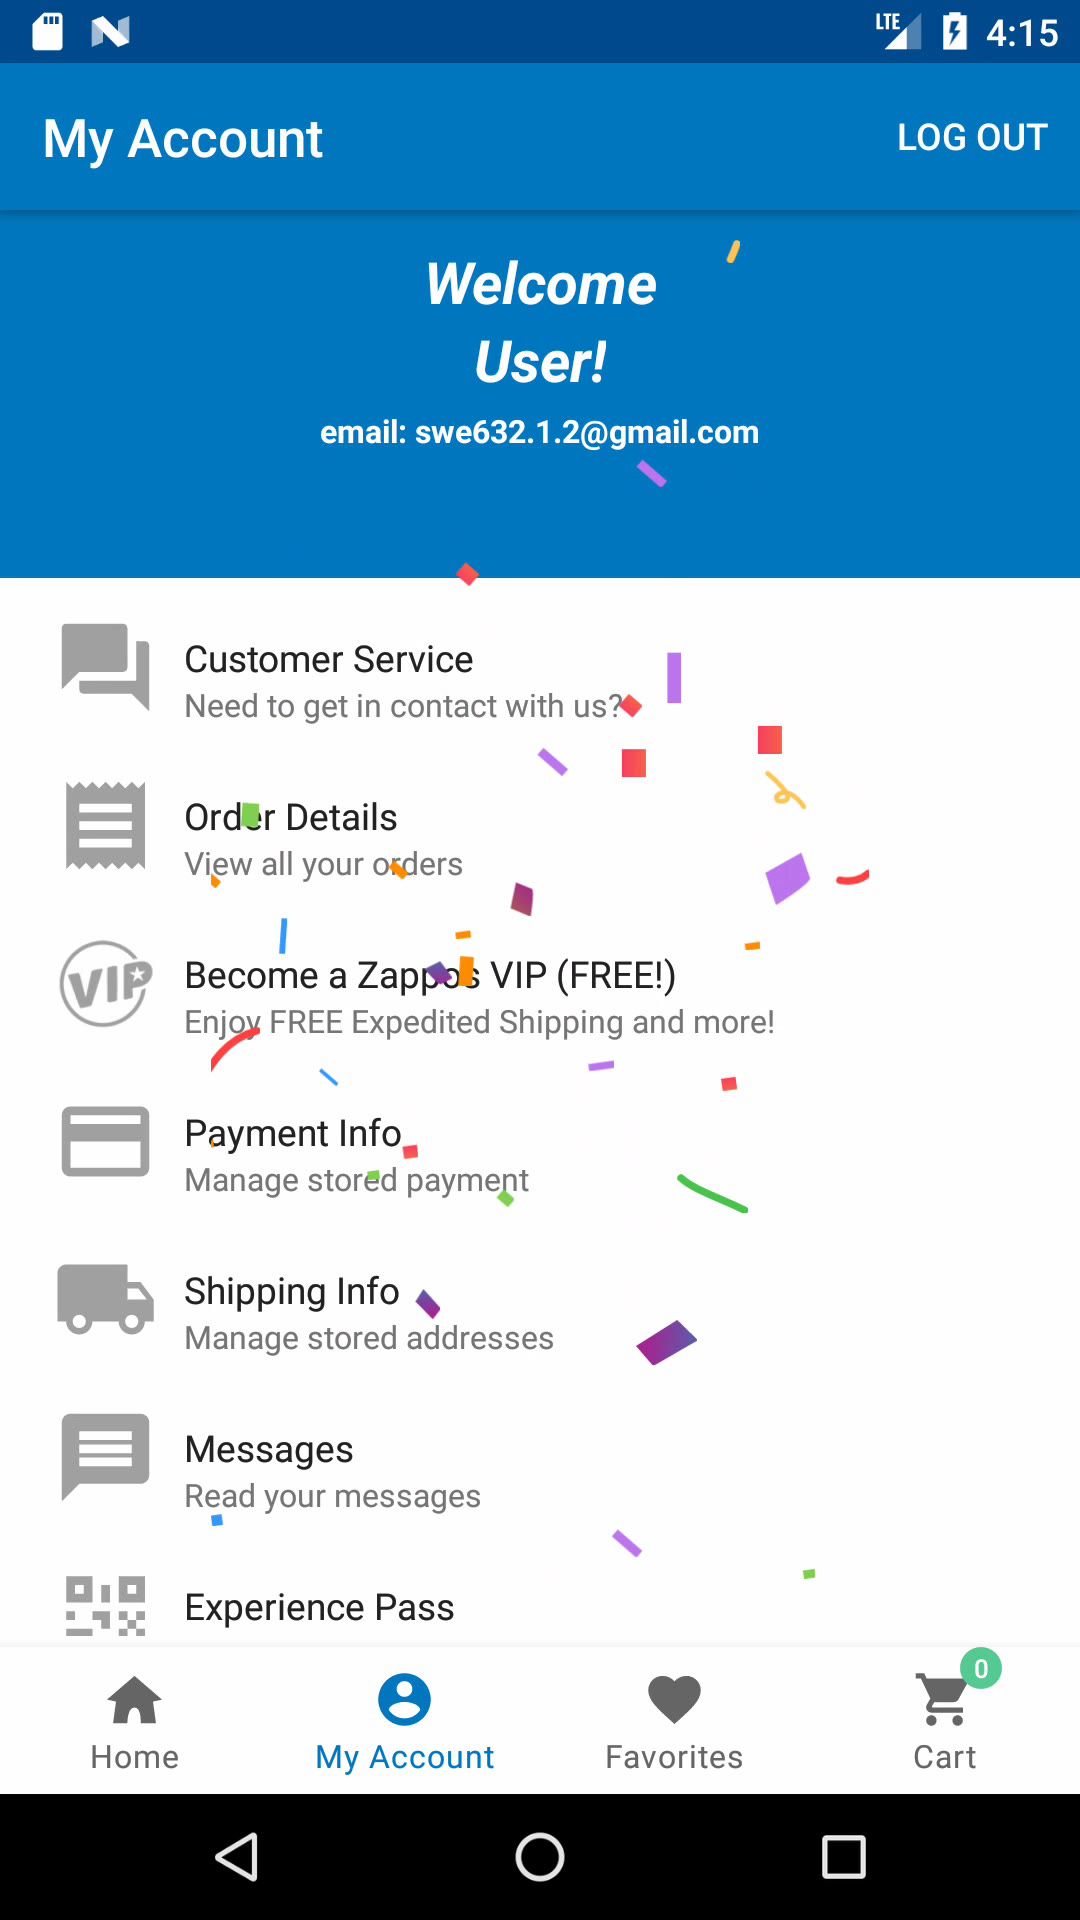 LTE 4:15
My Account LOG OUT
Welcome
User!
email: swe632.1.2@gmail.com
Customer Service
Need to get in contact with us?
Order Details
View all your orders
VIP
Become a Zappos VIP (FREE!)
Enjoy FREE Expedited Shipping and more!
Payment Info
Manage stored payment
Shipping Info
Manage stored addresses
Messages
Read your messages
Experience Pass
0
Home My Account Favorites Cart